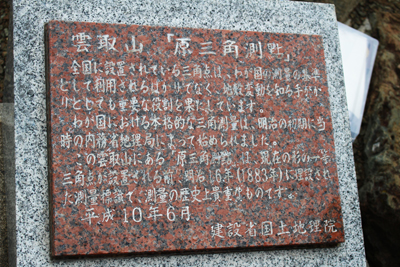 雲取山「原三角測點」
全国に設置されている三角点は、わが国の測量の基準
として利用されるばかりでなく、地殻変動を知る手がか
りとしても重要な役割を果たしています。
わが国における本格的な三角測量は、明治の初期に当
時の内務省地理局によって始められました。
この雲取山にある「原三角測點」は、現在の形の一等
三角点が設置される前、明治16年(1883年)に埋設され
た測量標識で、測量の歴史上貴重なものです。
平成10年6月
建設省国土地理院